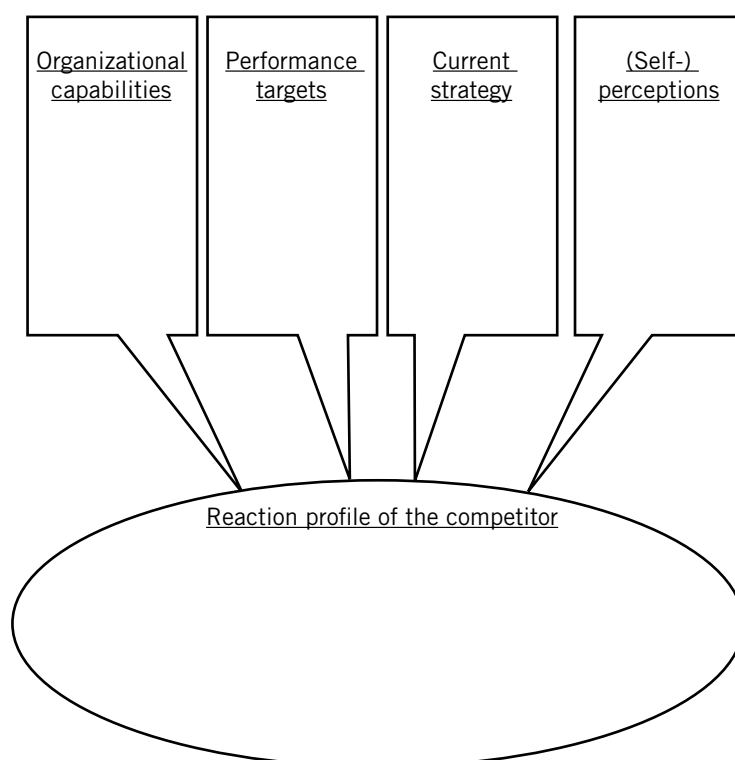 Organizational
capabilities
Performance
targets
Current
strategy
(Self-)
perceptions
Reaction profile of the competitor